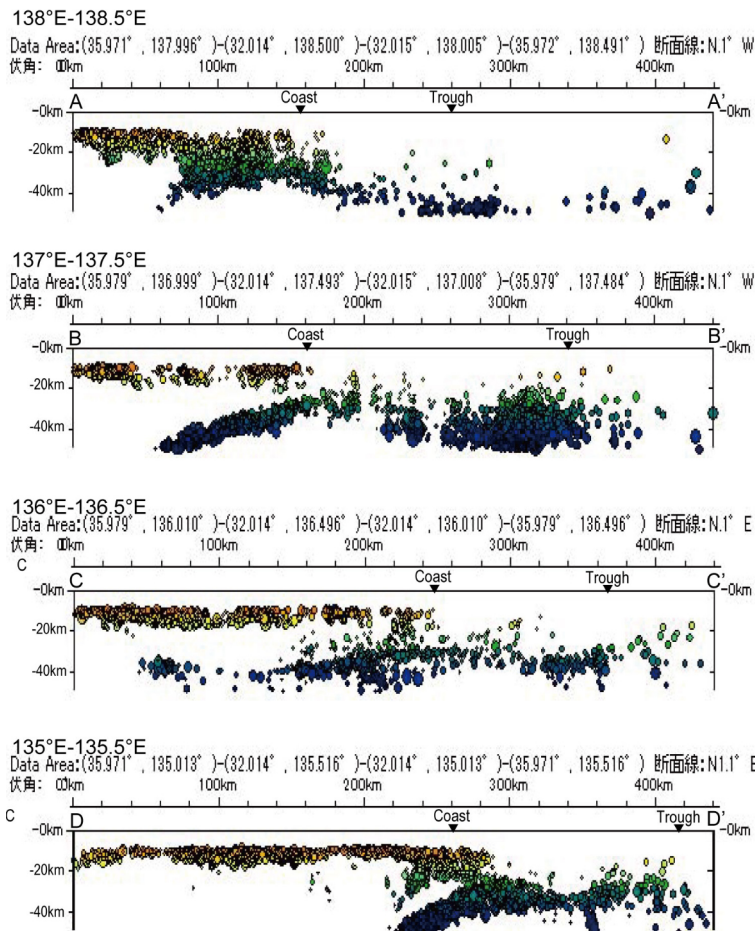 138°E-138.5°E
Data Area:(35.971° , 137.996° )-(32.014° , 138.500° )-(32.015° , 138.005° )-(35.972° , 138.491° ) 断面線:N.1° W
伏角: 0km 100km 200km 300km 400km
A Coast Trough A'
-0km -0km
-20km
-40km
137°E-137.5°E
Data Area:(35.979° , 136.999° )-(32.014° , 137.493° )-(32.015° , 137.008° )-(35.979° , 137.484° ) 断面線:N.1° W
伏角: 0km 100km 200km 300km 400km
B Coast Trough B'
-0km -0km
-20km
-40km
136°E-136.5°E
Data Area:(35.979° , 136.010° )-(32.014° , 136.496° )-(32.014° , 136.010° )-(35.979° , 136.496° ) 断面線:N.1° E
伏角: 0km 100km 200km 300km 400km
C
C Coast Trough C'
-0km -0km
-20km
-40km
135°E-135.5°E
Data Area:(35.971° , 135.013° )-(32.014° , 135.516° )-(32.014° , 135.013° )-(35.971° , 135.516° ) 断面線:N1.1° E
伏角: 0km 100km 200km 300km 400km
C
D Coast Trough D'
-0km -0km
-20km
-40km